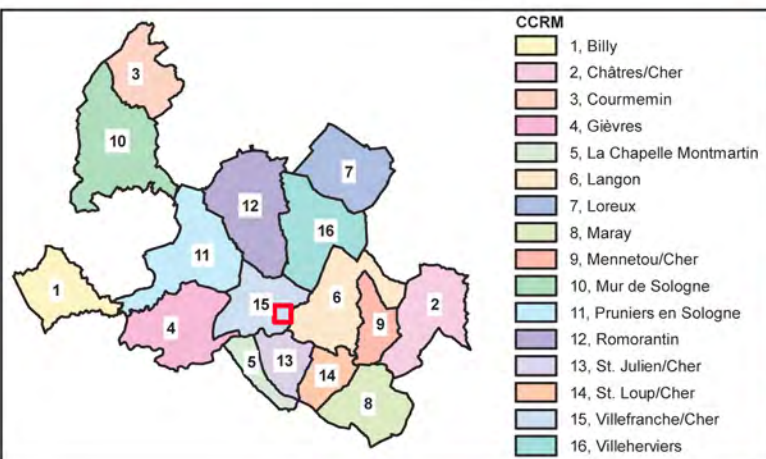 CCRM
1, Billy
2, Châtres/Cher
3, Courmemin
4, Gièvres
5, La Chapelle Montmartin
6, Langon
7, Loreux
8, Maray
9, Mennetou/Cher
10, Mur de Sologne
11, Pruniers en Sologne
12, Romorantin
13, St. Julien/Cher
14, St. Loup/Cher
15, Villefranche/Cher
16, Villeherviers
3
10
7
12
16
11
1
15
6
2
4
9
5
13
14
8